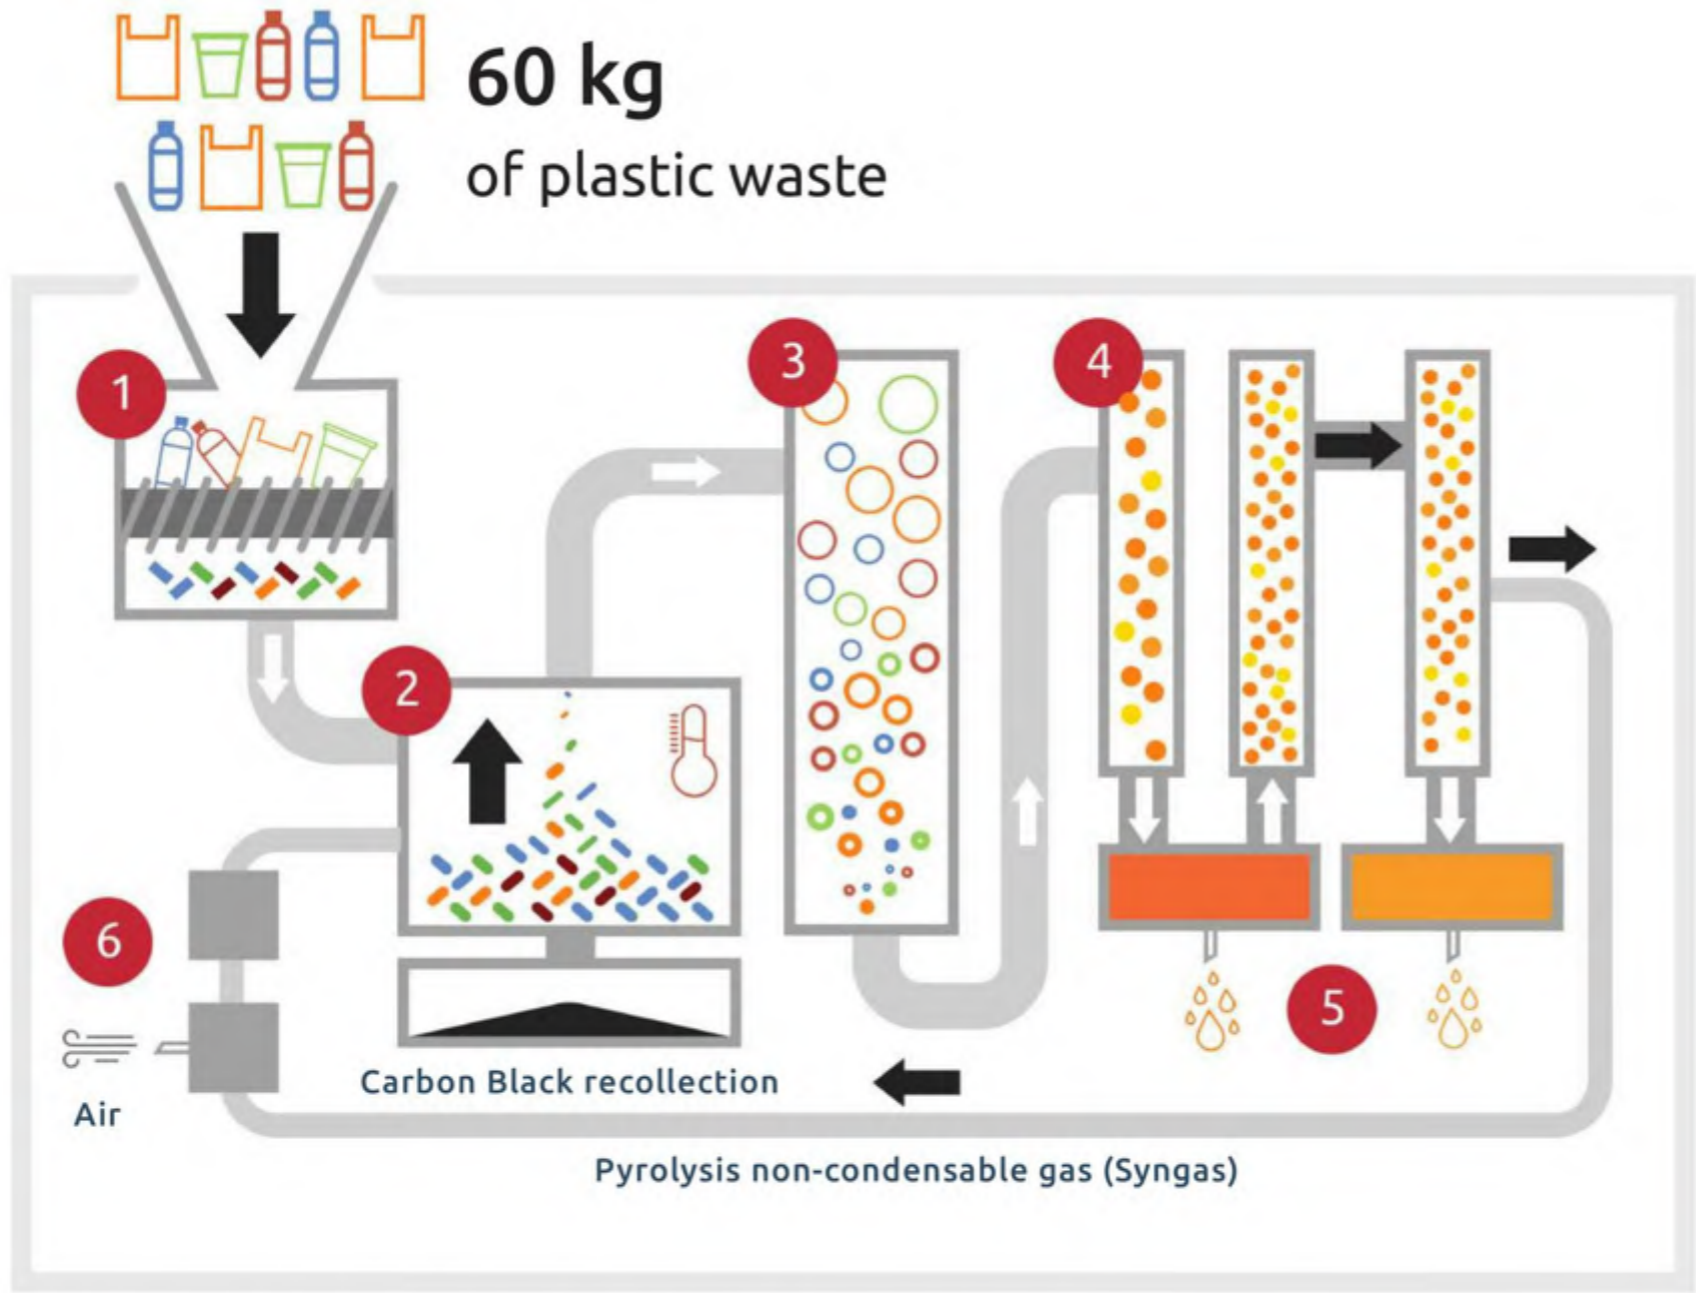 60 kg
of plastic waste
1
3
4
2
6
5
Carbon Black recollection
Air
Pyrolysis non-condensable gas (Syngas)